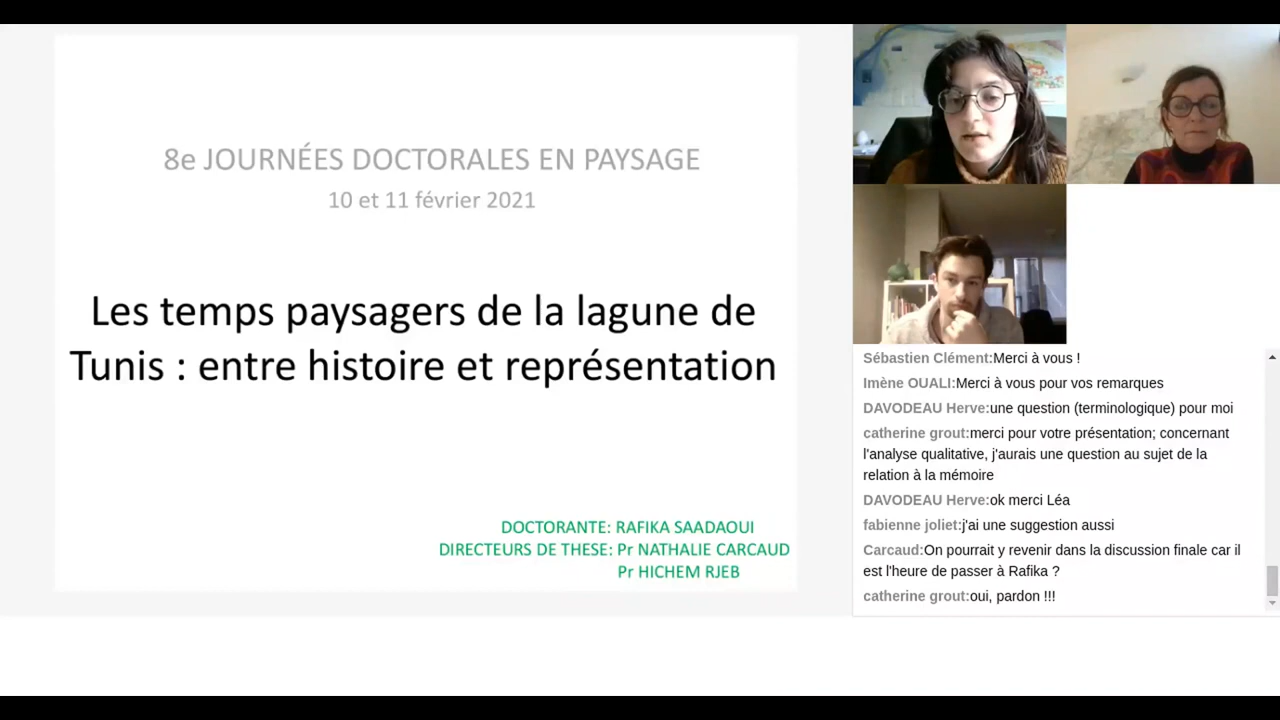 8e JOURNÉES DOCTORALES EN PAYSAGE
10 et 11 février 2021
Les temps paysagers de la lagune de
Tunis : entre histoire et représentation
DOCTORANTE: RAFIKA SAADAOUI
DIRECTEURS DE THESE: Pr NATHALIE CARCAUD
Pr HICHEM RJEB
Sébastien Clément:Merci à vous !
Imène OUALI:Merci à vous pour vos remarques
DAVODEAU Herve:une question (terminologique) pour moi
catherine grout:merci pour votre présentation; concernant
l'analyse qualitative, j'aurais une question au sujet de la
relation à la mémoire
DAVODEAU Herve:ok merci Léa
fabienne joliet:j'ai une suggestion aussi
Carcaud:On pourrait y revenir dans la discussion finale car il
est l'heure de passer à Rafika ?
catherine grout:oui, pardon !!!